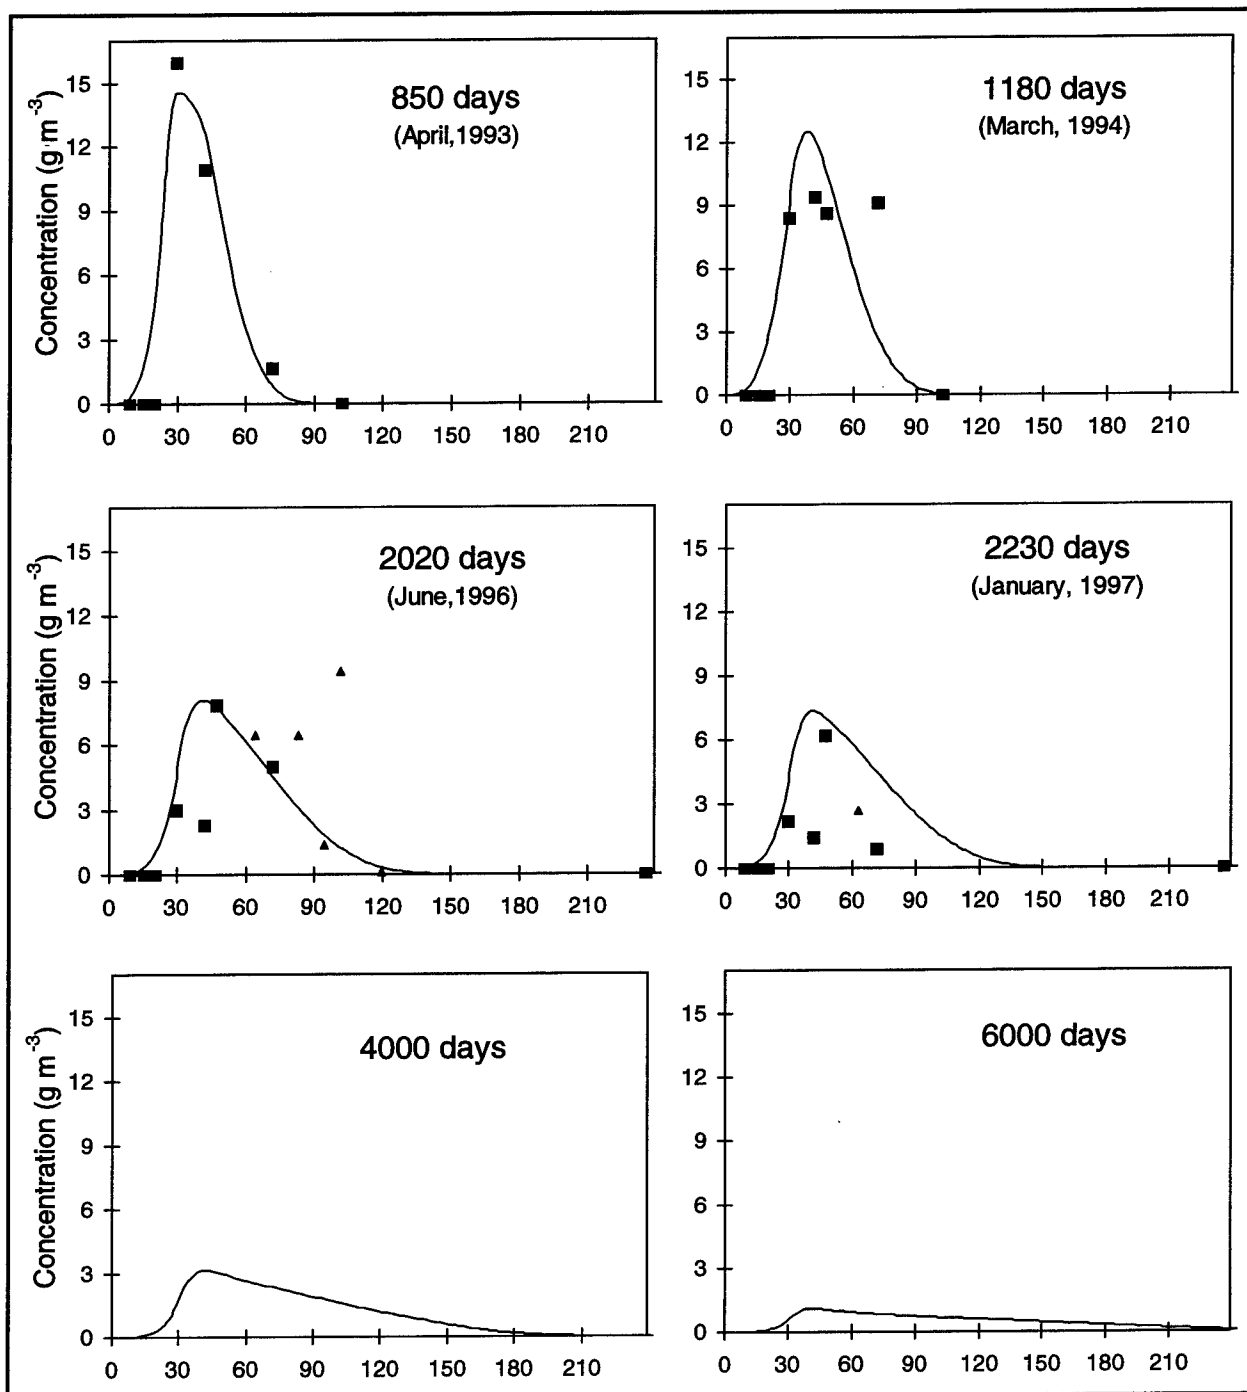 850 days
(April,1993)
Concentration (g m⁻³)
15
12
9
6
3
0
0 30 60 90 120 150 180 210
1180 days
(March, 1994)
15
12
9
6
3
0
0 30 60 90 120 150 180 210
2020 days
(June,1996)
Concentration (g m⁻³)
15
12
9
6
3
0
0 30 60 90 120 150 180 210
2230 days
(January, 1997)
15
12
9
6
3
0
0 30 60 90 120 150 180 210
4000 days
Concentration (g m⁻³)
15
12
9
6
3
0
0 30 60 90 120 150 180 210
6000 days
15
12
9
6
3
0
0 30 60 90 120 150 180 210